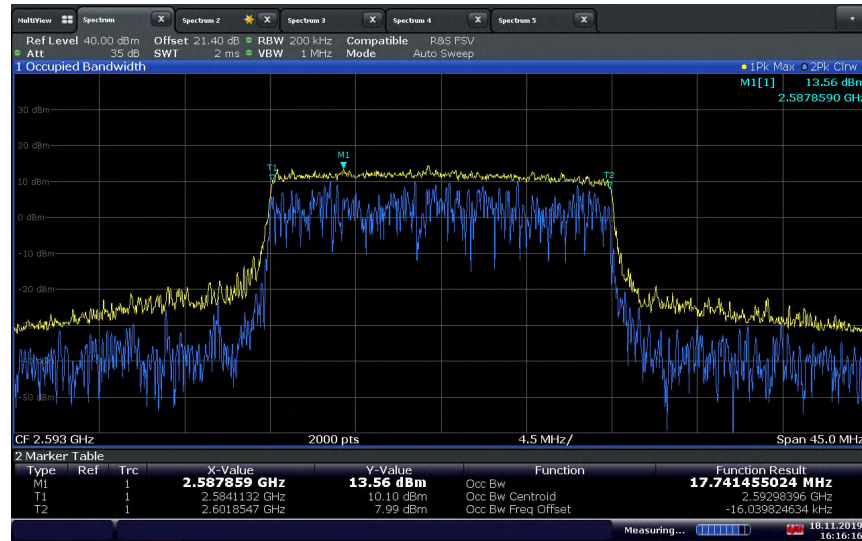 MultiView Spectrum X Spectrum 2 X Spectrum 3 X Spectrum 4 X Spectrum 5 X
Ref Level 40.00 dBm Offset 21.40 dB RBW 200 kHz Compatible R&S FSV
Att 35 dB SWT 2 ms VBW 1 MHz Mode Auto Sweep
1 Occupied Bandwidth 1Pk Max 2Pk Clrw
M1[1] 13.56 dBm
2.5878590 GHz
30 dBm
20 dBm
M1
T1 T2
10 dBm
0 dBm
-10 dBm
-20 dBm
-50 dBm
CF 2.593 GHz 2000 pts 4.5 MHz/ Span 45.0 MHz
2 Marker Table
Type Ref Trc X-Value Y-Value Function Function Result
M1 1 2.587859 GHz 13.56 dBm Occ Bw 17.741455024 MHz
T1 1 2.5841132 GHz 10.10 dBm Occ Bw Centroid 2.59298396 GHz
T2 1 2.6018547 GHz 7.99 dBm Occ Bw Freq Offset -16.039824634 kHz
Measuring... 18.11.2019
16:16:16